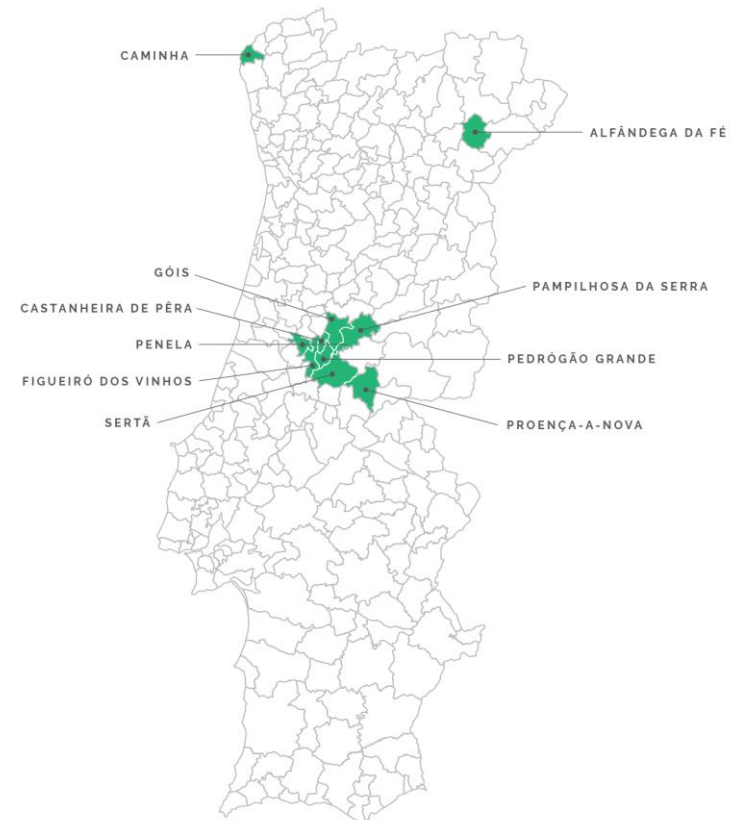 CAMINHA
ALFÂNDEGA DA FÉ
GÓIS
PAMPILHOSA DA SERRA
CASTANHEIRA DE PÊRA
PENELA
PEDRÓGÃO GRANDE
FIGUEIRÓ DOS VINHOS
SERTÃ
PROENÇA-A-NOVA